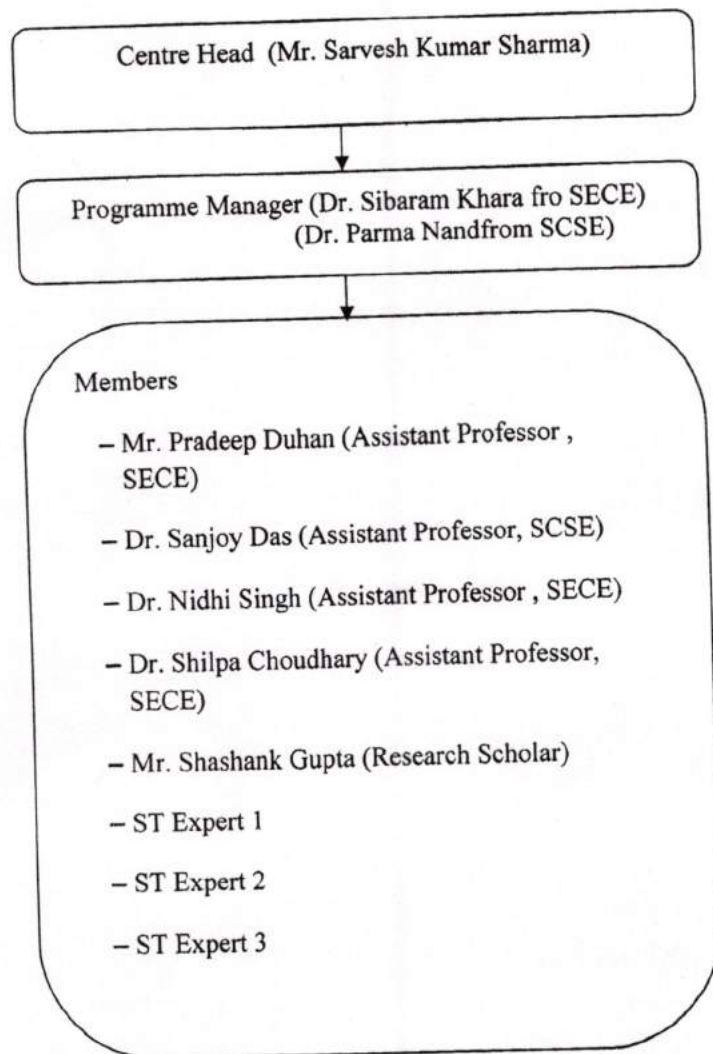 Centre Head (Mr. Sarvesh Kumar Sharma)
Programme Manager (Dr. Sibaram Khara fro SECE)
(Dr. Parma Nandfrom SCSE)
Members
– Mr. Pradeep Duhan (Assistant Professor ,
SECE)
– Dr. Sanjoy Das (Assistant Professor, SCSE)
– Dr. Nidhi Singh (Assistant Professor , SECE)
– Dr. Shilpa Choudhary (Assistant Professor,
SECE)
– Mr. Shashank Gupta (Research Scholar)
– ST Expert 1
– ST Expert 2
– ST Expert 3